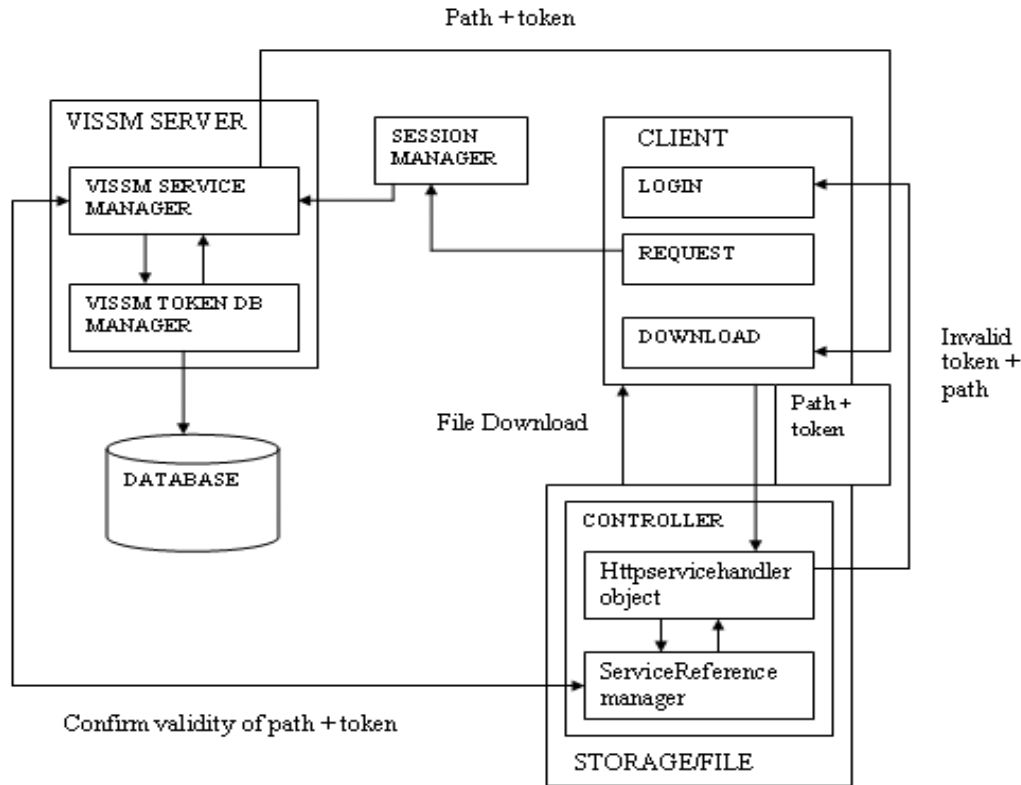 Path + token
VISSM SERVER
VISSM SERVICE
MANAGER
VISSM TOKEN DB
MANAGER
DATABASE
SESSION
MANAGER
CLIENT
LOGIN
REQUEST
DOWNLOAD
Invalid
token +
path
File Download
Path +
token
CONTROLLER
Httpservicehandler
object
ServiceReference
manager
STORAGE/FILE
Confirm validity of path + token